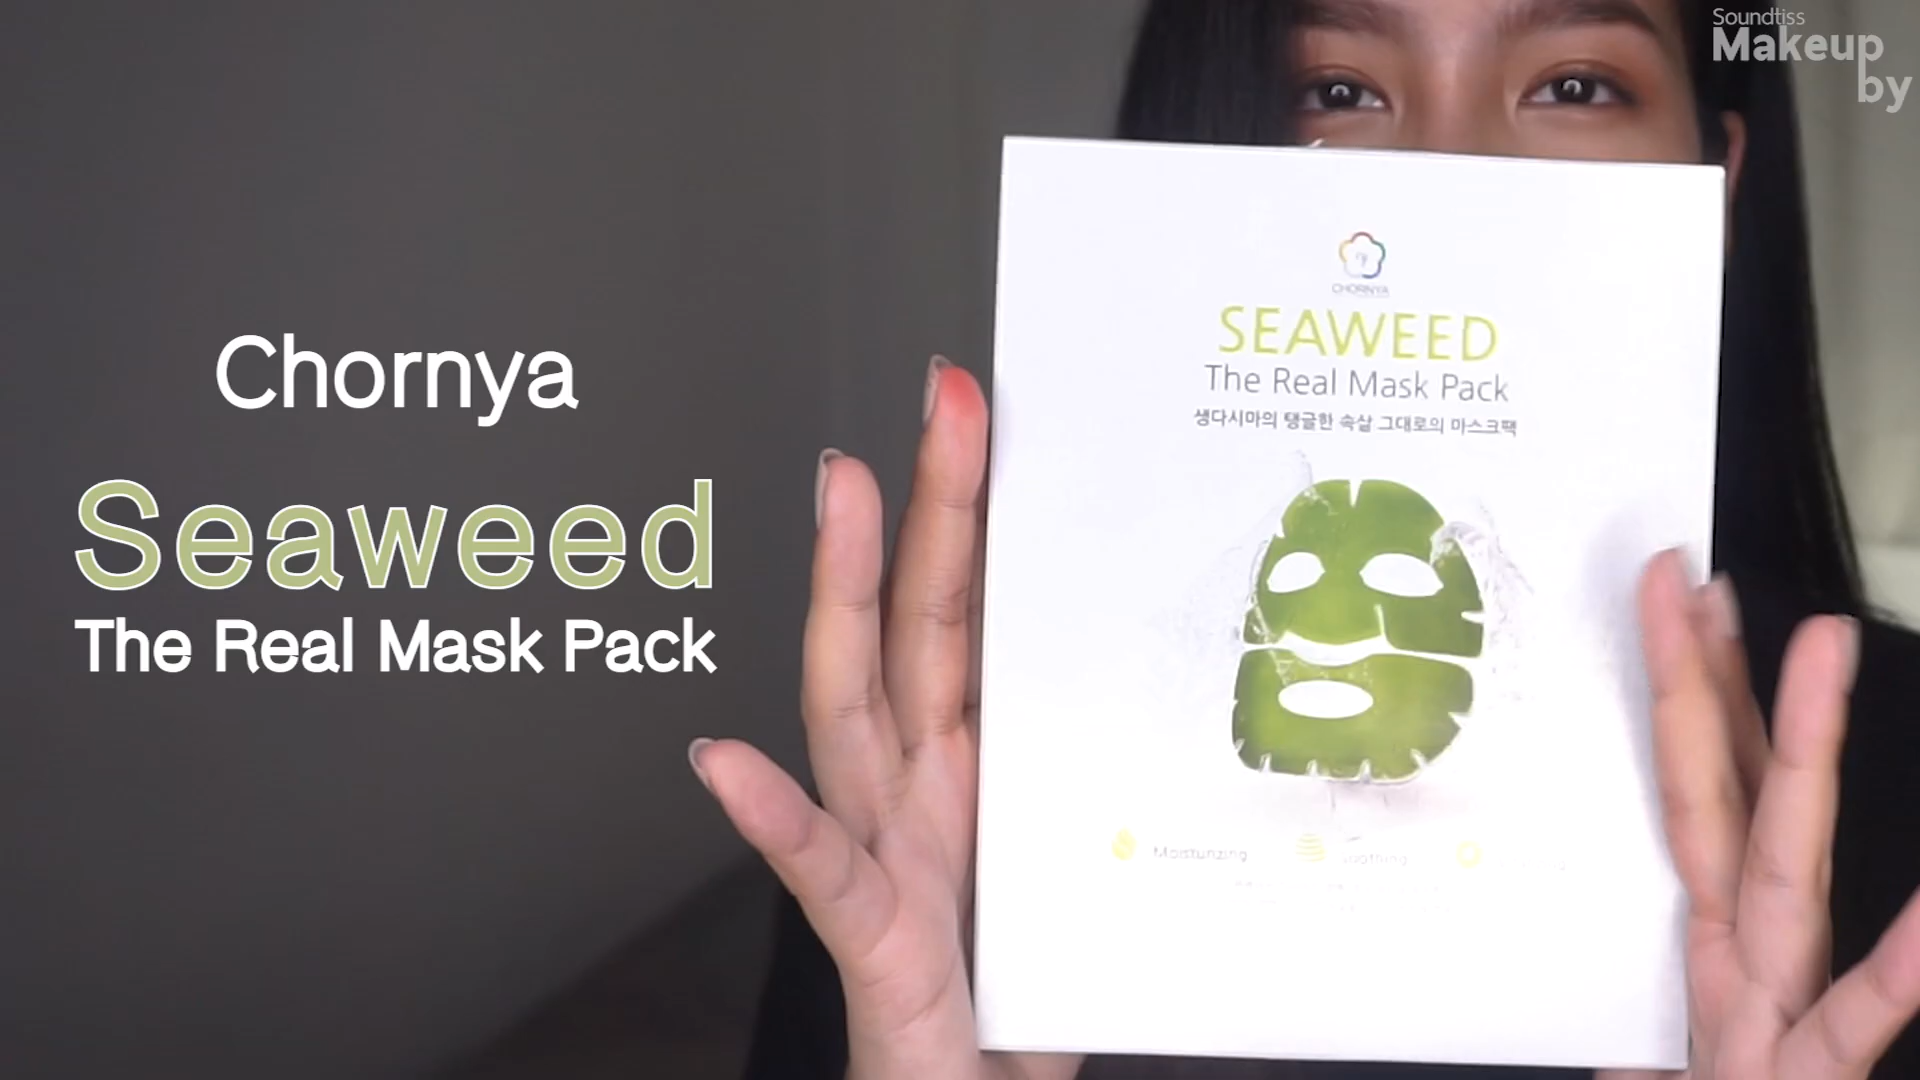 Soundtiss
Makeup
by
Chornya
Seaweed
The Real Mask Pack
CHORNYA
SEAWEED
The Real Mask Pack
생다시마의 탱글한 속살 그대로의 마스크팩
Moisturizing
Soothing